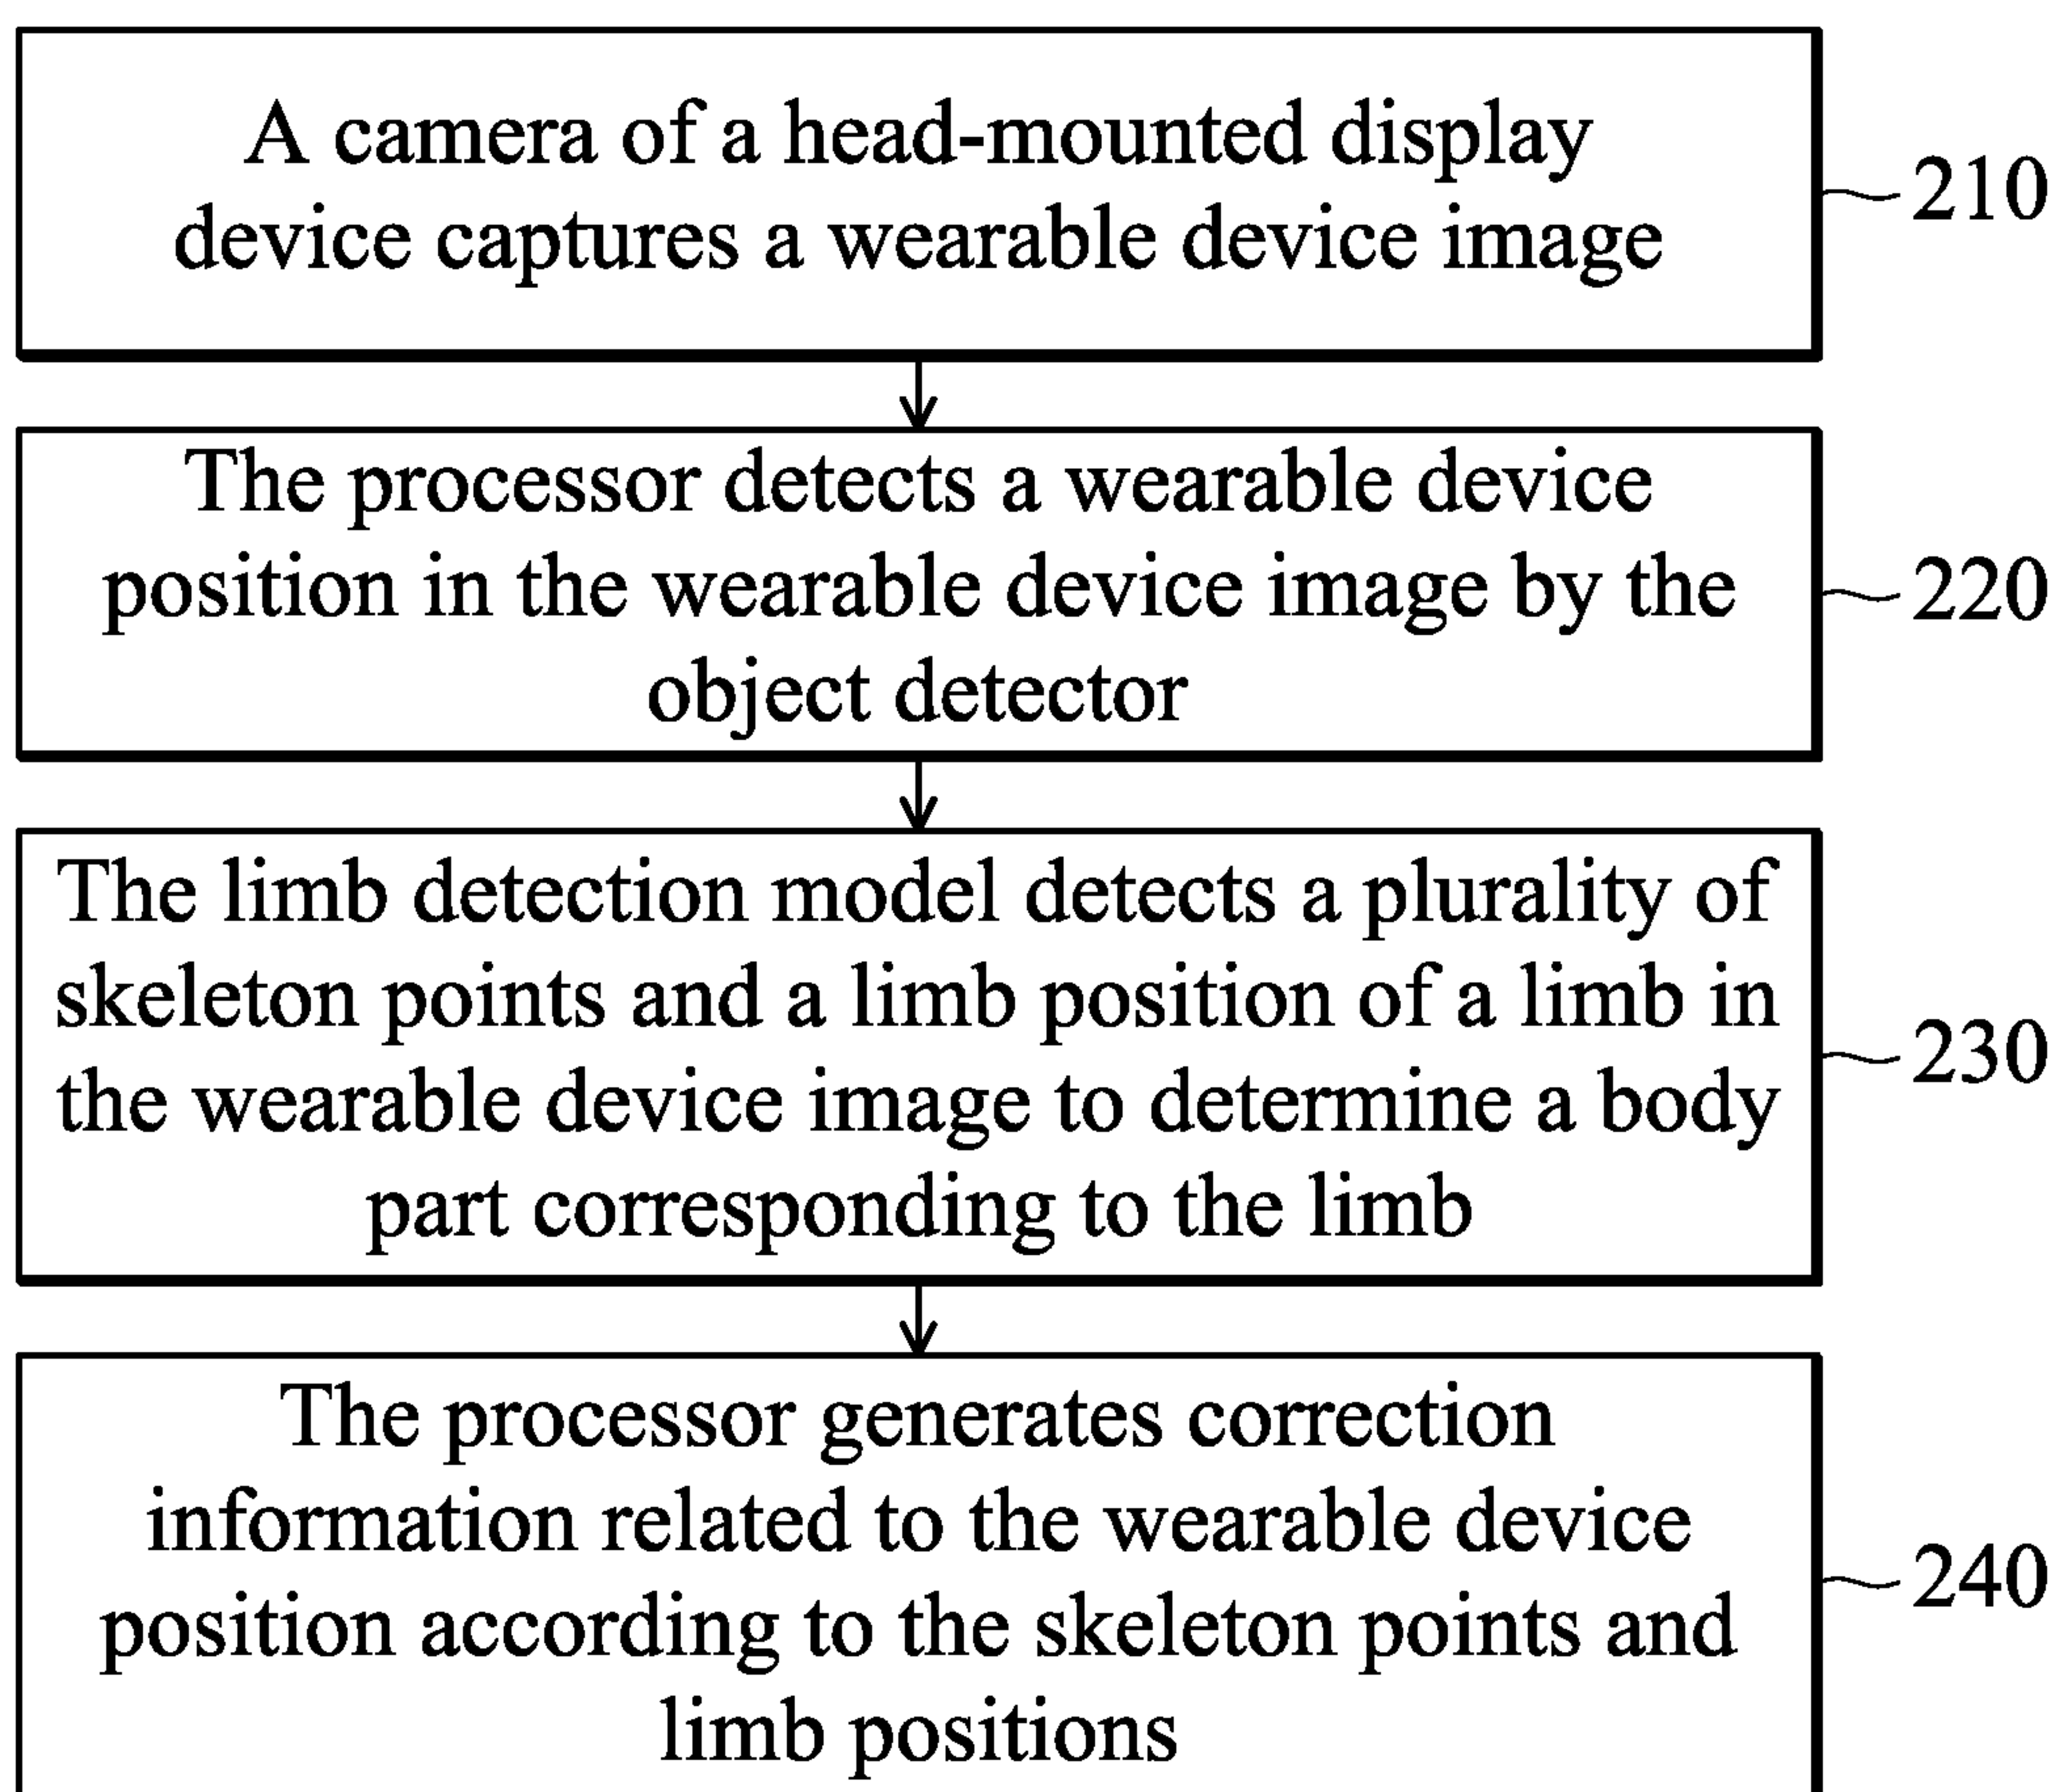 A camera of a head-mounted display
device captures a wearable device image
210
The processor detects a wearable device
position in the wearable device image by the
object detector
220
The limb detection model detects a plurality of
skeleton points and a limb position of a limb in
the wearable device image to determine a body
part corresponding to the limb
230
The processor generates correction
information related to the wearable device
position according to the skeleton points and
limb positions
240